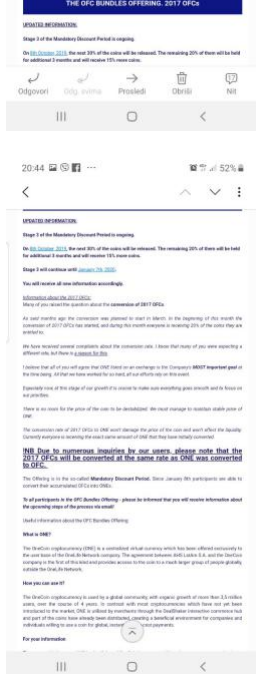 THE OFC BUNDLES OFFERING. 2017 OFCs
UPDATED INFORMATION:
Stage 3 of the Mandatory Discount Period is ongoing.
On 8th October 2019, the next 30% of the coins will be released. The remaining 20% of them will be held
for additional 3 months and will receive 15% more coins.
Odgovori
Odg. svima
Prosledi
Obriši
Nit
20:44
52%
UPDATED INFORMATION:
Stage 3 of the Mandatory Discount Period is ongoing.
On 8th October 2019, the next 30% of the coins will be released. The remaining 20% of them will be held
for additional 3 months and will receive 15% more coins.
Stage 3 will continue until January 7th, 2020.
You will receive all new information accordingly.
Information about the 2017 OFCs:
Many of you raised the question about the conversion of 2017 OFCs
As said months ago the conversion was planned to start in March. In the beginning of this month the
conversion of 2017 OFCs has started, and during this month everyone is receiving 20% of the coins they are
entitled to.
We have received several complaints about the conversion rate. I know that many of you were expecting a
different rate, but there is a reason for this.
I believe that all of you will agree that ONE listed on an exchange is the Company's MOST important goal at
the time being. All that we have worked for so hard, all our efforts rely on this event.
Especially now at this stage of our growth it is crucial to make sure everything goes smooth and to focus on
our priorities.
There is no room for the price of the coin to be destabilized. We must manage to maintain stable price of
ONE.
The conversion rate of 2017 OFCs to ONE won't damage the price of the coin and won't affect the liquidity.
Currently everyone is receiving the exact same amount of ONE that they have initially converted.
!NB Due to numerous inquiries by our users, please note that the
2017 OFCs will be converted at the same rate as ONE was converted
to OFC.
The Offering is in the so-called Mandatory Discount Period. Since January 8th participants are able to
convert their accumulated OFCs into ONEs.
To all participants in the OFC Bundles Offering - please be informed that you will receive information about
the upcoming steps of the process via email!
Useful information about the OFC Bundles Offering
What is ONE?
The OneCoin cryptocurrency (ONE) is a centralized virtual currency which has been offered exclusively to
the user base of the OneLife Network company. The agreement between
and the OneCoin
company is the first of this kind and provides access to the coin to a much larger group of people globally
outside the OneLife Network.
How you can use it?
The OneCoin cryptocurrency is used by a global community, with organic growth of more than 3,5 million
users, over the course of 4 years. In contrast with most cryptocurrencies which have not yet been
introduced to the market, ONE is utilized by merchants through the DealShaker interactive commerce hub
and part of the coins have already been distributed, creating a beneficial environment for companies and
individuals willing to use a coin for global,
payments.
For your information